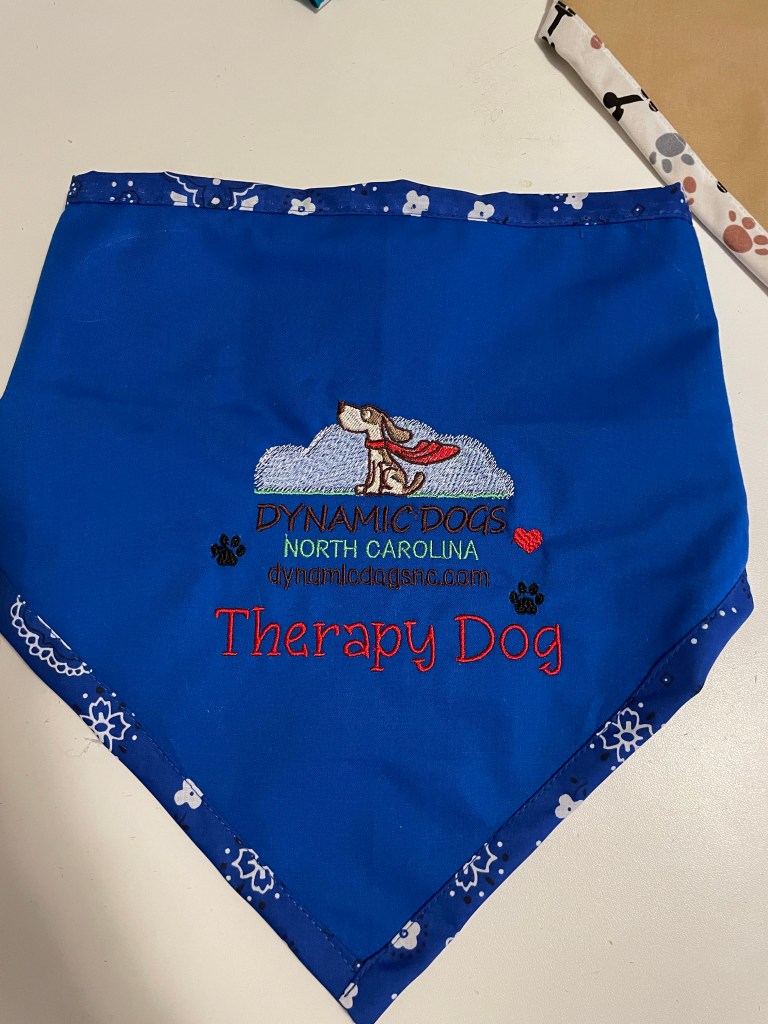 DYNAMIC DOGS
NORTH CAROLINA
dynamicdogsnc.com
Therapy Dog